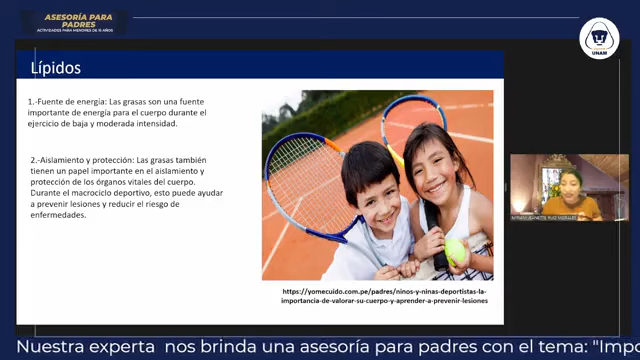 ASESORÍA PARA
PADRES
ACTIVIDADES PARA MENORES DE 15 AÑOS
UNAM
Lípidos
1.-Fuente de energía: Las grasas son una fuente
importante de energía para el cuerpo durante el
ejercicio de baja y moderada intensidad.
2.-Aislamiento y protección: Las grasas también
tienen un papel importante en el aislamiento y
protección de los órganos vitales del cuerpo.
Durante el macrociclo deportivo, esto puede ayudar
a prevenir lesiones y reducir el riesgo de
enfermedades.
https://yomecuido.com.pe/padres/ninos-y-ninas-deportistas-la-
importancia-de-valorar-su-cuerpo-y-aprender-a-prevenir-lesiones
MIRIAM JEANETTE RUIZ MORALES
Nuestra experta nos brinda una asesoría para padres con el tema: "Impo